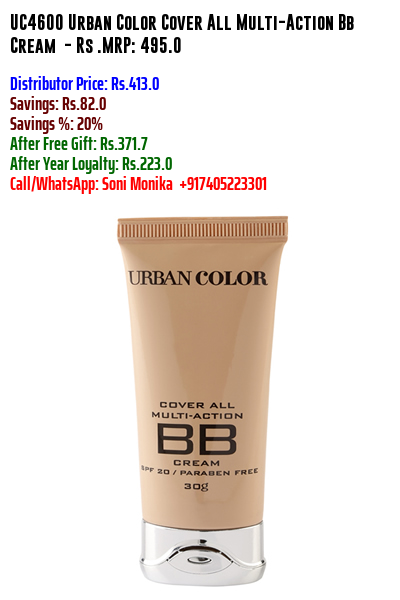 UC4600 Urban Color Cover All Multi-Action Bb
Cream - Rs .MRP: 495.0
Distributor Price: Rs.413.0
Savings: Rs.82.0
Savings %: 20%
After Free Gift: Rs.371.7
After Year Loyalty: Rs.223.0
Call/WhatsApp: Soni Monika +917405223301
URBAN COLOR
COVER ALL
MULTI-ACTION
BB
CREAM
SPF 20 / PARABEN FREE
30g